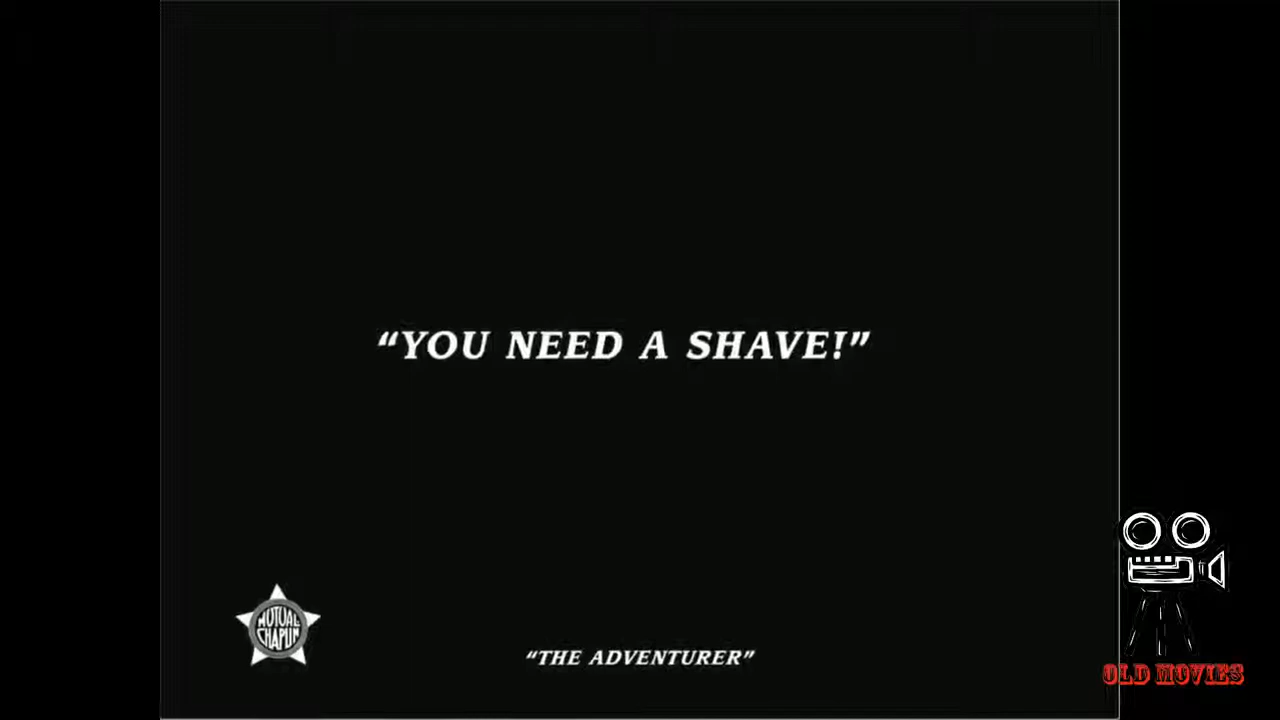 “YOU NEED A SHAVE!”
MUTUAL
CHAPLIN
“THE ADVENTURER”
OLD MOVIES